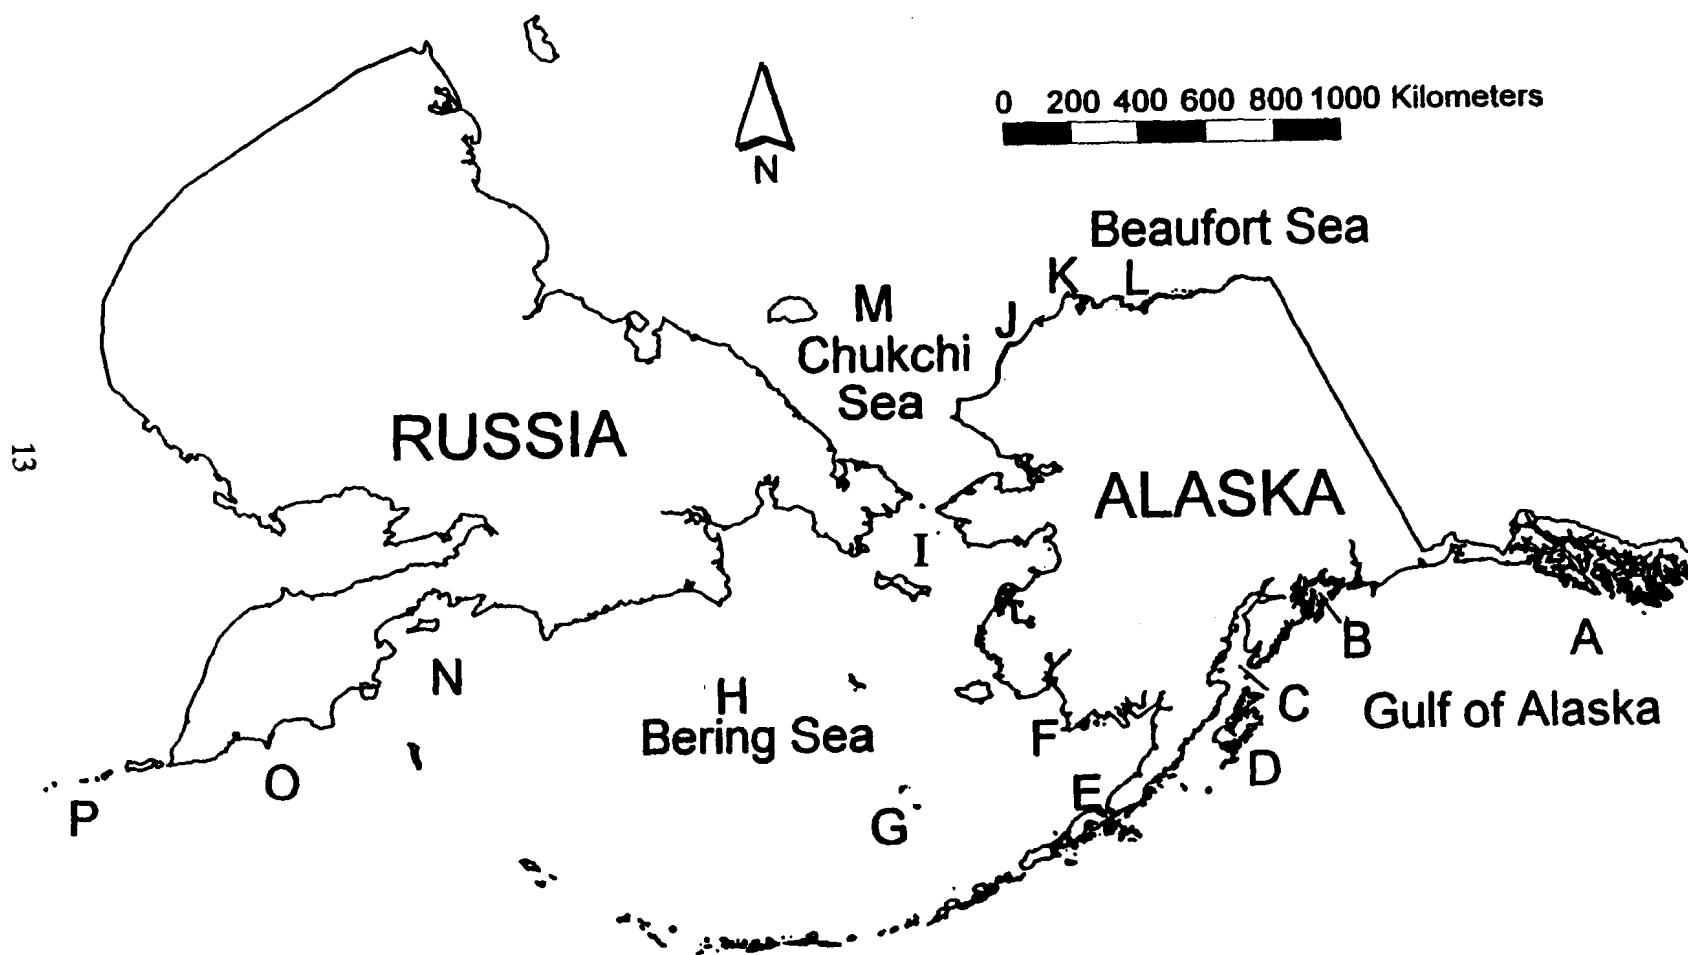 0 200 400 600 800 1000 Kilometers
N
Beaufort Sea
K
L
M
J
Chukchi
Sea
RUSSIA
13
ALASKA
I
B
A
N
H
C
Gulf of Alaska
Bering Sea
F
D
O
E
P
G